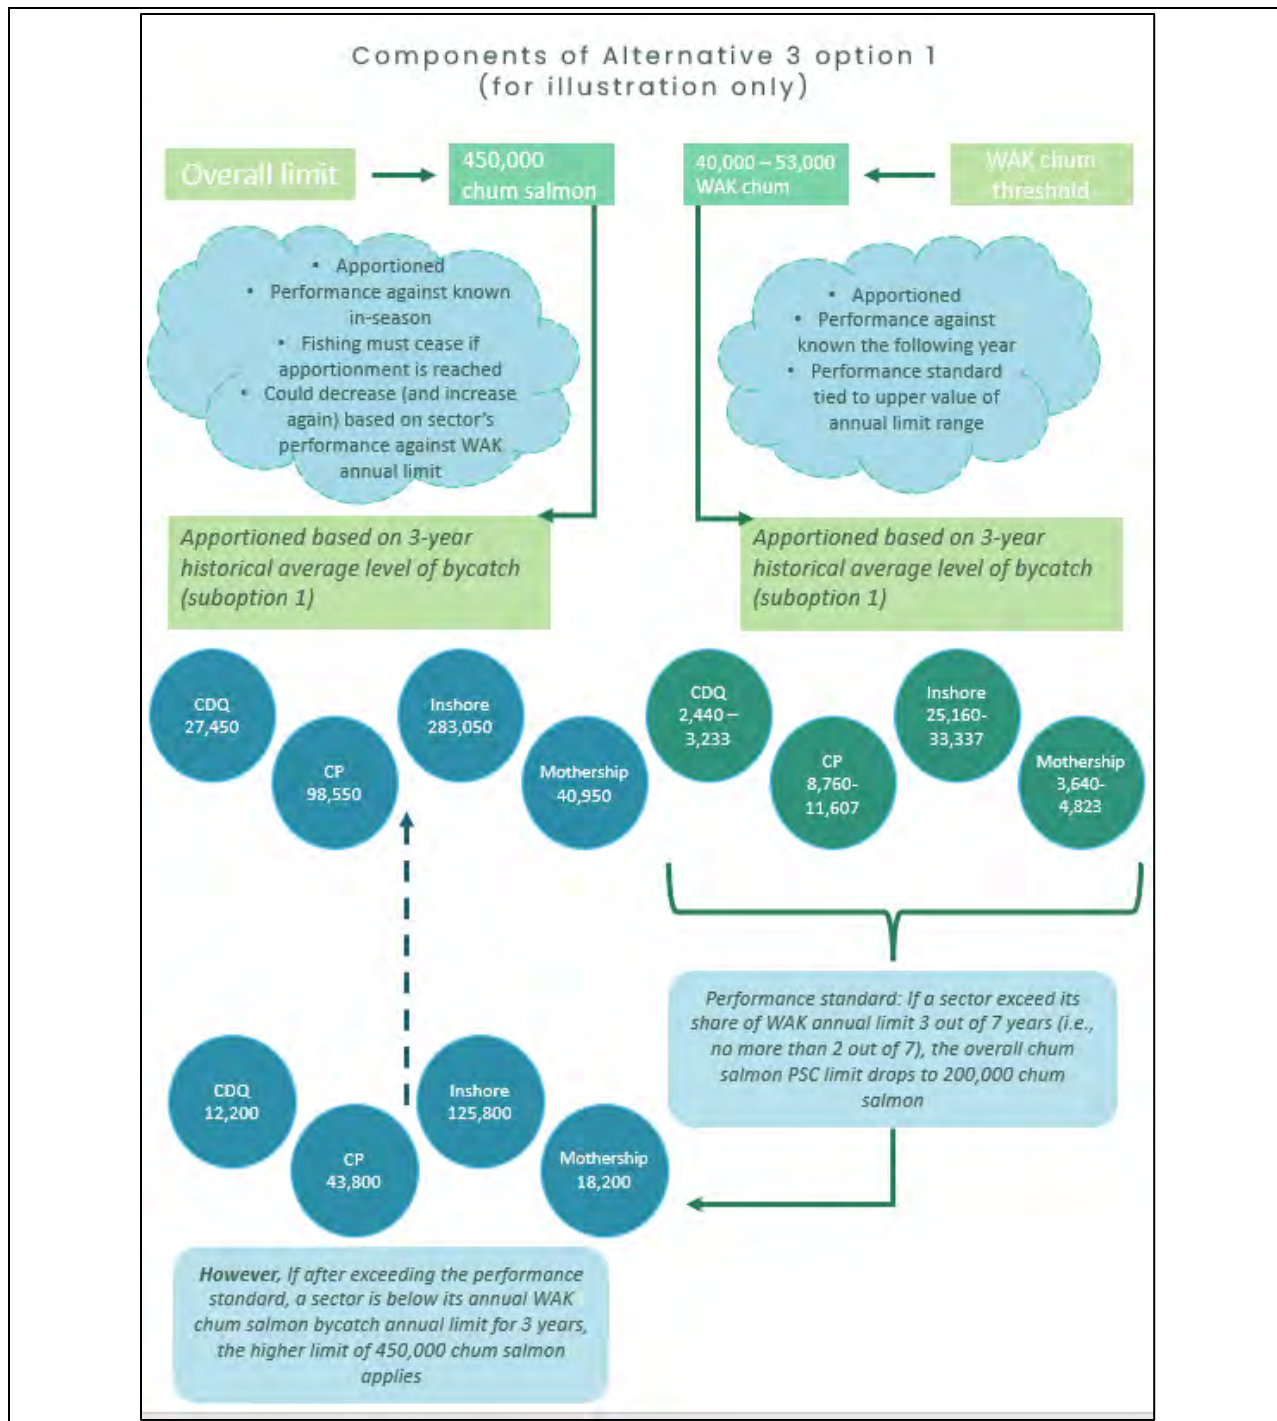 Components of Alternative 3 option 1
(for illustration only)
Overall limit
450,000
chum salmon
40,000 – 53,000
WAK chum
WAK chum
threshold
• Apportioned
• Performance against known
in-season
• Fishing must cease if
apportionment is reached
• Could decrease (and increase
again) based on sector's
performance against WAK
annual limit
• Apportioned
• Performance against
known the following year
• Performance standard
tied to upper value of
annual limit range
Apportioned based on 3-year
historical average level of bycatch
(suboption 1)
Apportioned based on 3-year
historical average level of bycatch
(suboption 1)
CDQ
27,450
CP
98,550
Inshore
283,050
Mothership
40,950
CDQ
2,440 –
3,233
CP
8,760-
11,607
Inshore
25,160-
33,337
Mothership
3,640-
4,823
Performance standard: If a sector exceed its
share of WAK annual limit 3 out of 7 years (i.e.,
no more than 2 out of 7), the overall chum
salmon PSC limit drops to 200,000 chum
salmon
CDQ
12,200
CP
43,800
Inshore
125,800
Mothership
18,200
However, If after exceeding the performance
standard, a sector is below its annual WAK
chum salmon bycatch annual limit for 3 years,
the higher limit of 450,000 chum salmon
applies